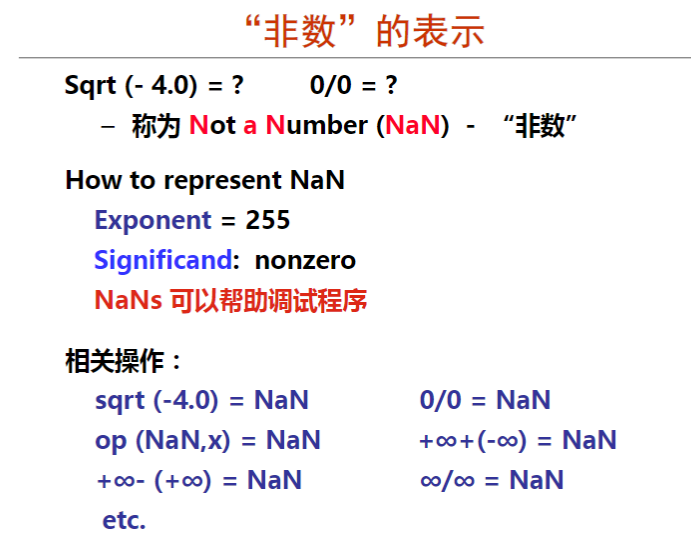 “非数”的表示
Sqrt (- 4.0) = ? 0/0 = ?
– 称为 Not a Number (NaN) - “非数”
How to represent NaN
Exponent = 255
Significand: nonzero
NaNs 可以帮助调试程序
相关操作：
sqrt (-4.0) = NaN 0/0 = NaN
op (NaN,x) = NaN +∞+(-∞) = NaN
+∞- (+∞) = NaN ∞/∞ = NaN
etc.